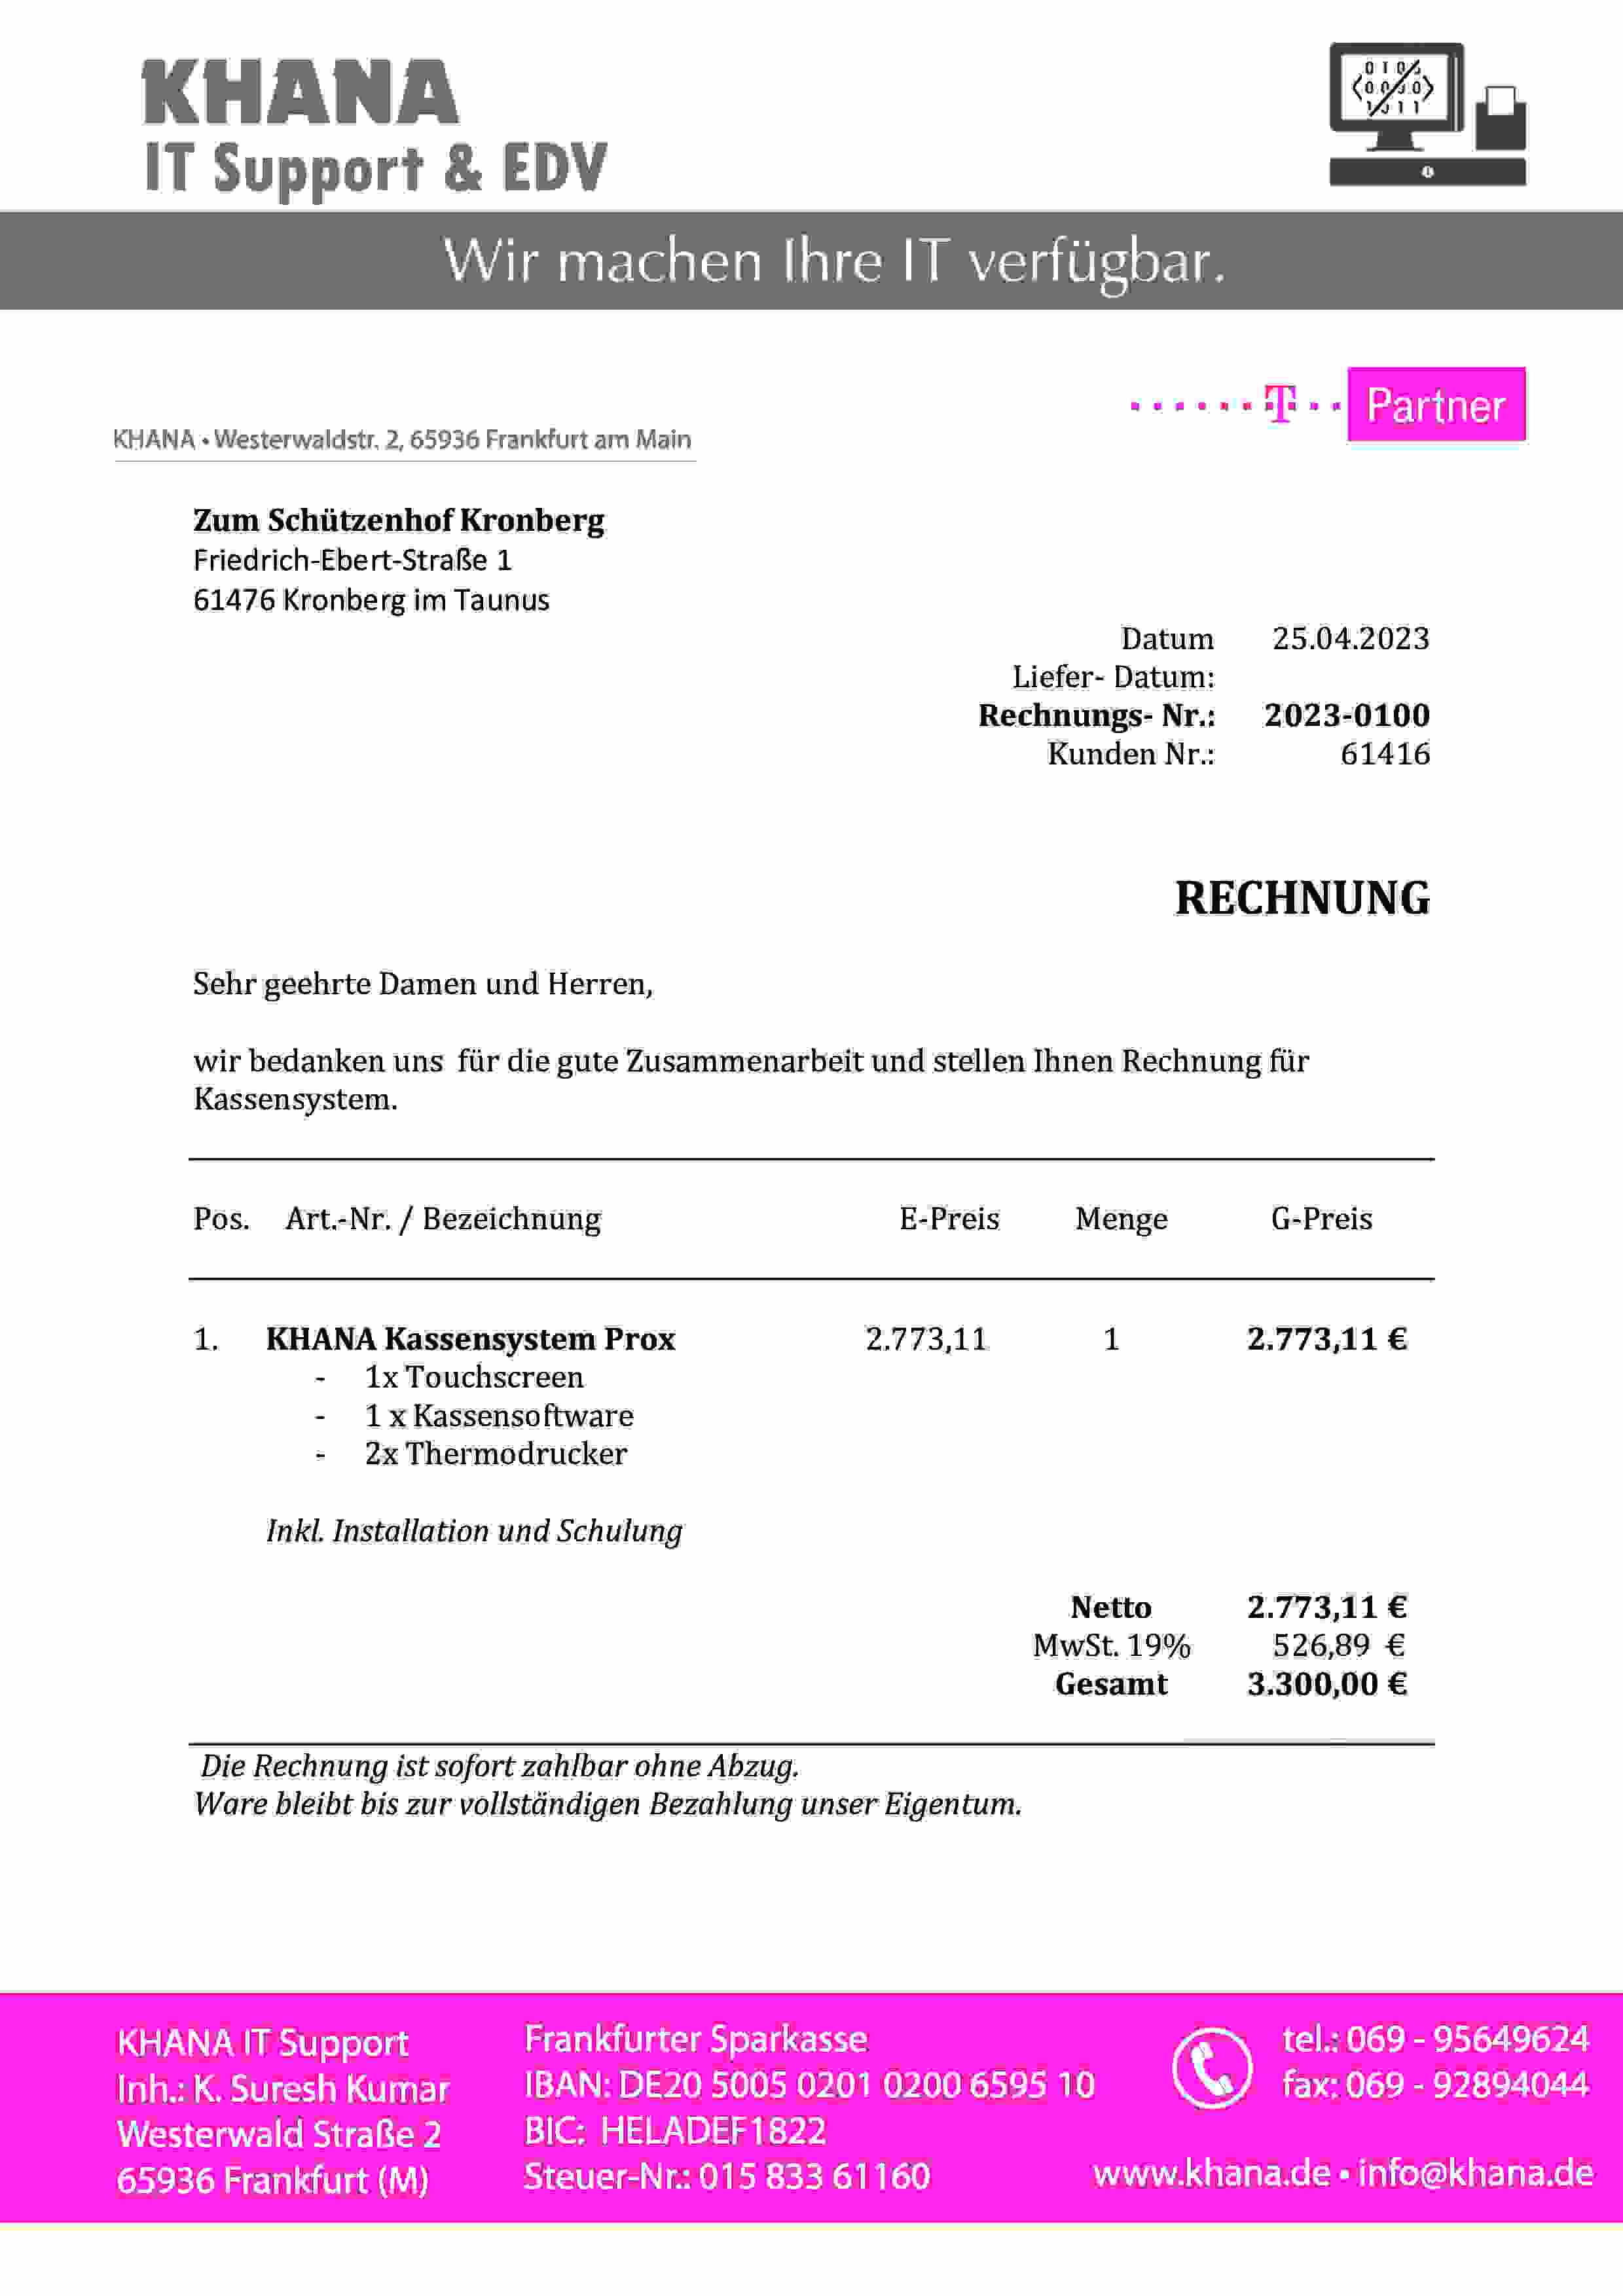 KHANA
IT Support & EDV
Wir machen Ihre IT verfügbar.
T Partner
KHANA • Westerwaldstr. 2, 65936 Frankfurt am Main
Zum Schützenhof Kronberg
Friedrich-Ebert-Straße 1
61476 Kronberg im Taunus
Datum 25.04.2023
Liefer- Datum:
Rechnungs- Nr.: 2023-0100
Kunden Nr.: 61416
RECHNUNG
Sehr geehrte Damen und Herren,
wir bedanken uns für die gute Zusammenarbeit und stellen Ihnen Rechnung für
Kassensystem.
Pos. Art.-Nr. / Bezeichnung E-Preis Menge G-Preis
1. KHANA Kassensystem Prox 2.773,11 1 2.773,11 €
- 1x Touchscreen
- 1 x Kassensoftware
- 2x Thermodrucker
Inkl. Installation und Schulung
Netto 2.773,11 €
MwSt. 19% 526,89 €
Gesamt 3.300,00 €
Die Rechnung ist sofort zahlbar ohne Abzug.
Ware bleibt bis zur vollständigen Bezahlung unser Eigentum.
KHANA IT Support
Inh.: K. Suresh Kumar
Westerwald Straße 2
65936 Frankfurt (M)
Frankfurter Sparkasse
IBAN: DE20 5005 0201 0200 6595 10
BIC: HELADEF1822
Steuer-Nr.: 015 833 61160
tel.: 069 - 95649624
fax: 069 - 92894044
www.khana.de • info@khana.de